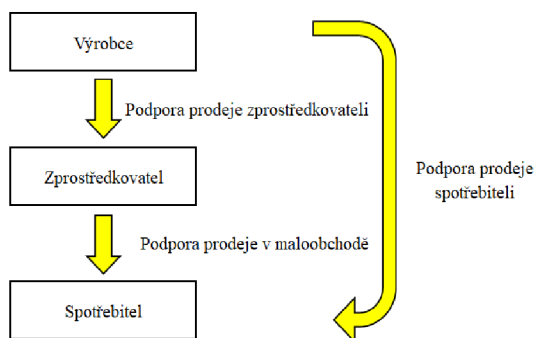 Výrobce
Podpora prodeje zprostředkovateli
Zprostředkovatel
Podpora prodeje
spotřebiteli
Podpora prodeje v maloobchodě
Spotřebitel